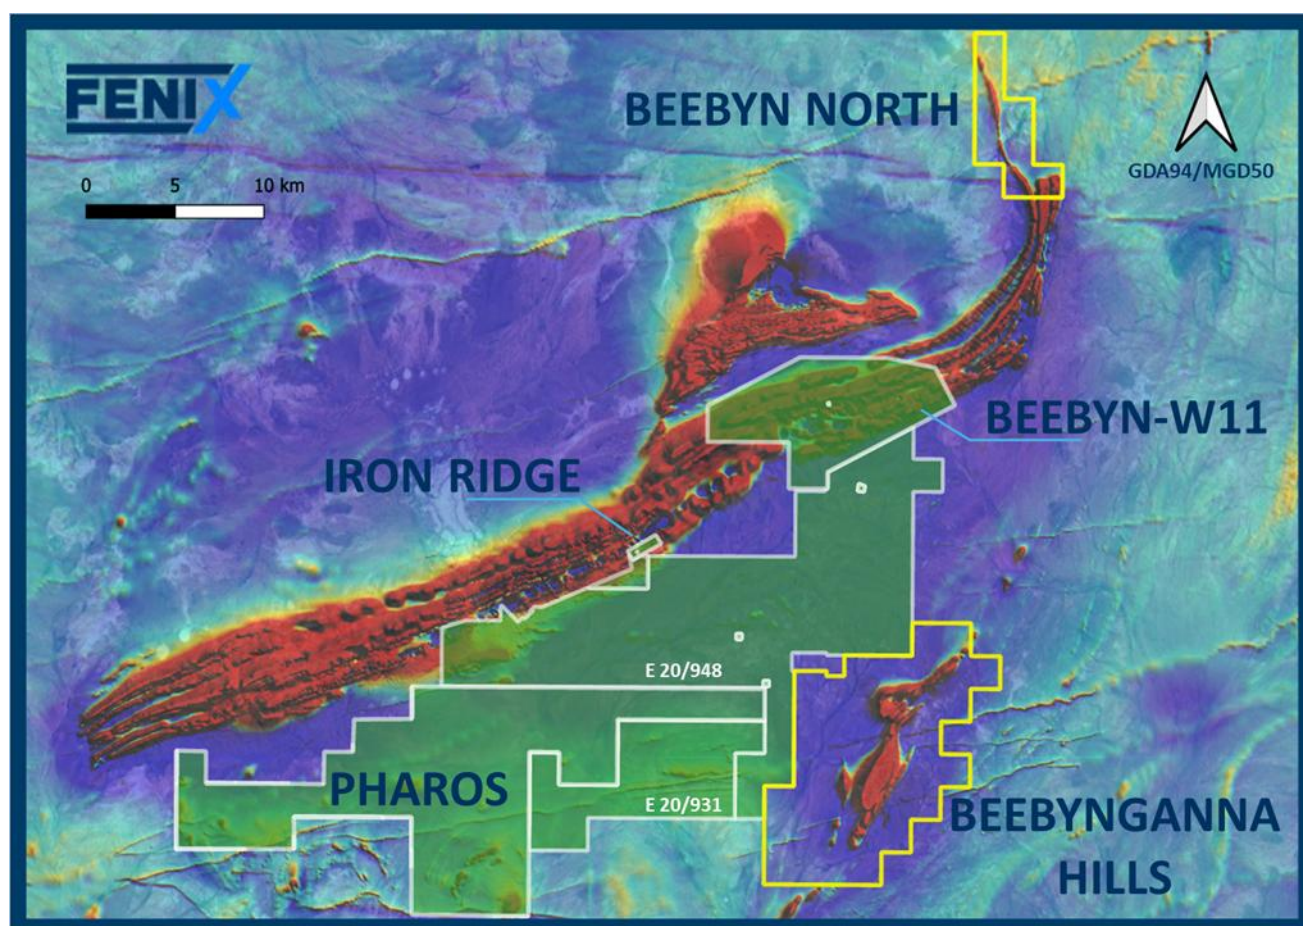 FENIX
BEEBYN NORTH
0 5 10 km
GDA94/MGD50
BEEBYN-W11
IRON RIDGE
E 20/948
PHAROS
E 20/931
BEEBYNGANNA
HILLS